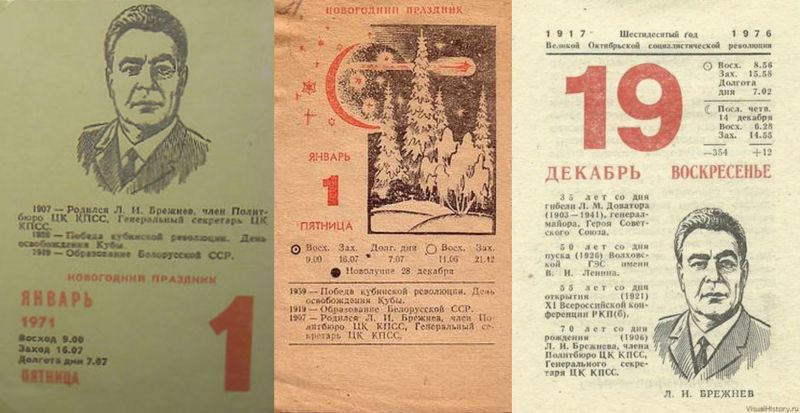 1907 — Родился Л. И. Брежнев, член Полит-
бюро ЦК КПСС, Генеральный секретарь ЦК
КПСС.
Победа кубинской революции. День
освобождения Кубы
1919 — Образование Белорусской ССР.
НОВОГОДНИЙ ПРАЗДНИК
ЯНВАРЬ
1
1971
Восход 9.00
Заход 16.07
Долгота дня 7.07
ПЯТНИЦА
НОВОГОДНИЙ ПРАЗДНИК
ЯНВАРЬ
1
ПЯТНИЦА
Восх. Зах. Долг. дня Восх. Зах.
9.00 16.07 7:07 11.06 21.12
Новолуние 28 декабря
1959 — Победа кубинской революции. День
освобождения Кубы.
1919 — Образование Белорусской ССР.
1907 — Родился Л. И. Брежнев, член По-
литбюро ЦК КПСС, Генеральный се-
кретарь ЦК КПСС.
1917 Шестидесятый год 1976
Великой Октябрьской социалистической революции
19
Восх. 8.56
Зах. 15.58
Долгота
дня 7.02
Посл. четв.
14 декабря
Восх. 6.28
Зах. 14.55
—354 +12
ДЕКАБРЬ ВОСКРЕСЕНЬЕ
35 лет со дня
гибели Л. М. Доватора
(1903—1941), генерал-
майора, Героя Совет-
ского Союза.
50 лет со дня
пуска (1926) Волхов-
ской ГЭС имени
В. И. Ленина.
55 лет со дня
открытия (1921)
XI Всероссийской кон-
ференции РКП(б).
70 лет со дня
рождения (1906)
Л. И. Брежнева, члена
Политбюро ЦК КПСС,
Генерального секре-
таря ЦК КПСС.
Л. И. БРЕЖНЕВ
VisualHistory.ru